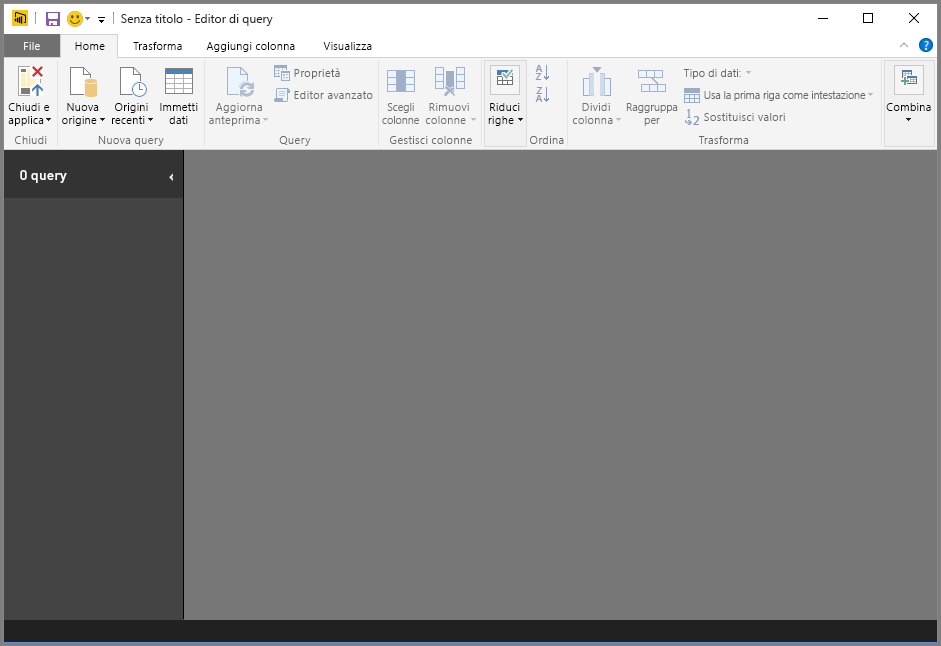 Senza titolo - Editor di query
File
Home
Trasforma
Aggiungi colonna
Visualizza
Chiudi e
applica
Nuova
origine
Origini
recenti
Immetti
dati
Aggiorna
anteprima
Proprietà
Editor avanzato
Scegli
colonne
Rimuovi
colonne
Riduci
righe
A
Z
Z
A
Dividi
colonna
Raggruppa
per
Tipo di dati:
Usa la prima riga come intestazione
1
2
Sostituisci valori
Combina
Chiudi
Nuova query
Query
Gestisci colonne
Ordina
Trasforma
0 query